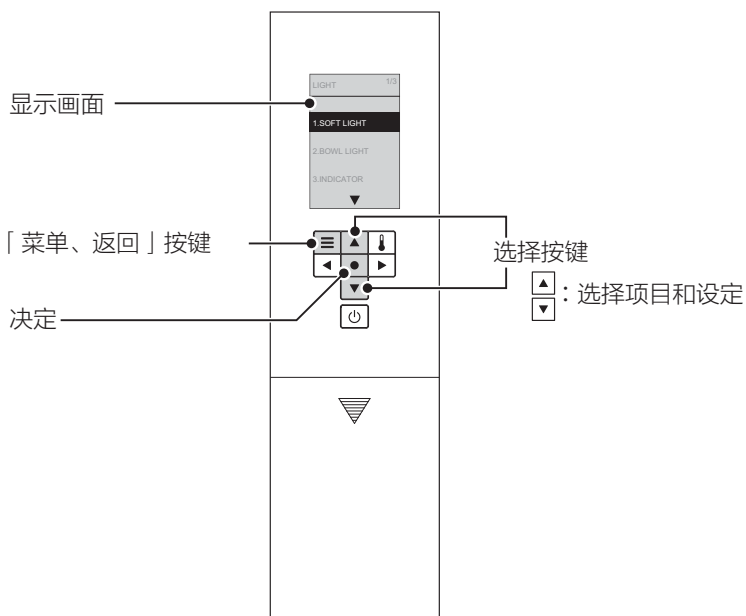 LIGHT 1/3
显示画面
1.SOFT LIGHT
2.BOWL LIGHT
3.INDICATOR
「菜单、返回」按键
选择按键
▲
▼：选择项目和设定
决定